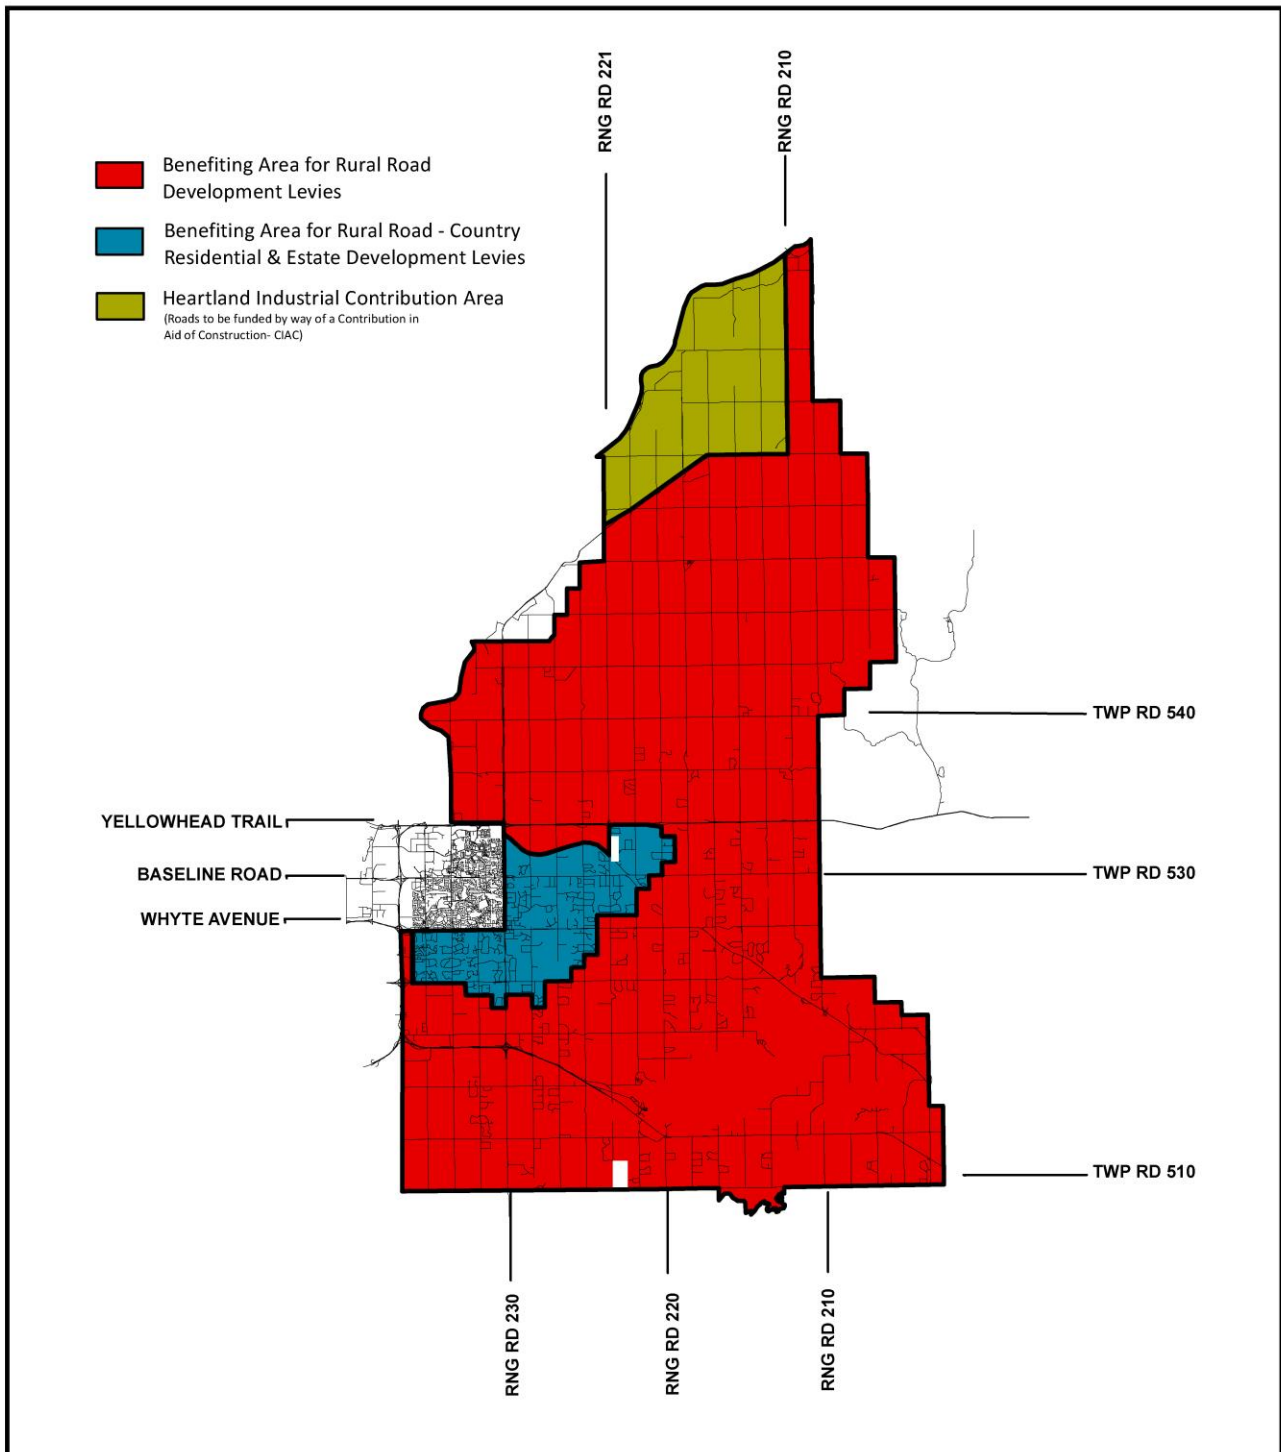 RNG RD 221
RNG RD 210
Benefiting Area for Rural Road
Development Levies
Benefiting Area for Rural Road - Country
Residential & Estate Development Levies
Heartland Industrial Contribution Area
(Roads to be funded by way of a Contribution in
Aid of Construction- CIAC)
TWP RD 540
YELLOWHEAD TRAIL
BASELINE ROAD
TWP RD 530
WHYTE AVENUE
TWP RD 510
RNG RD 230
RNG RD 220
RNG RD 210